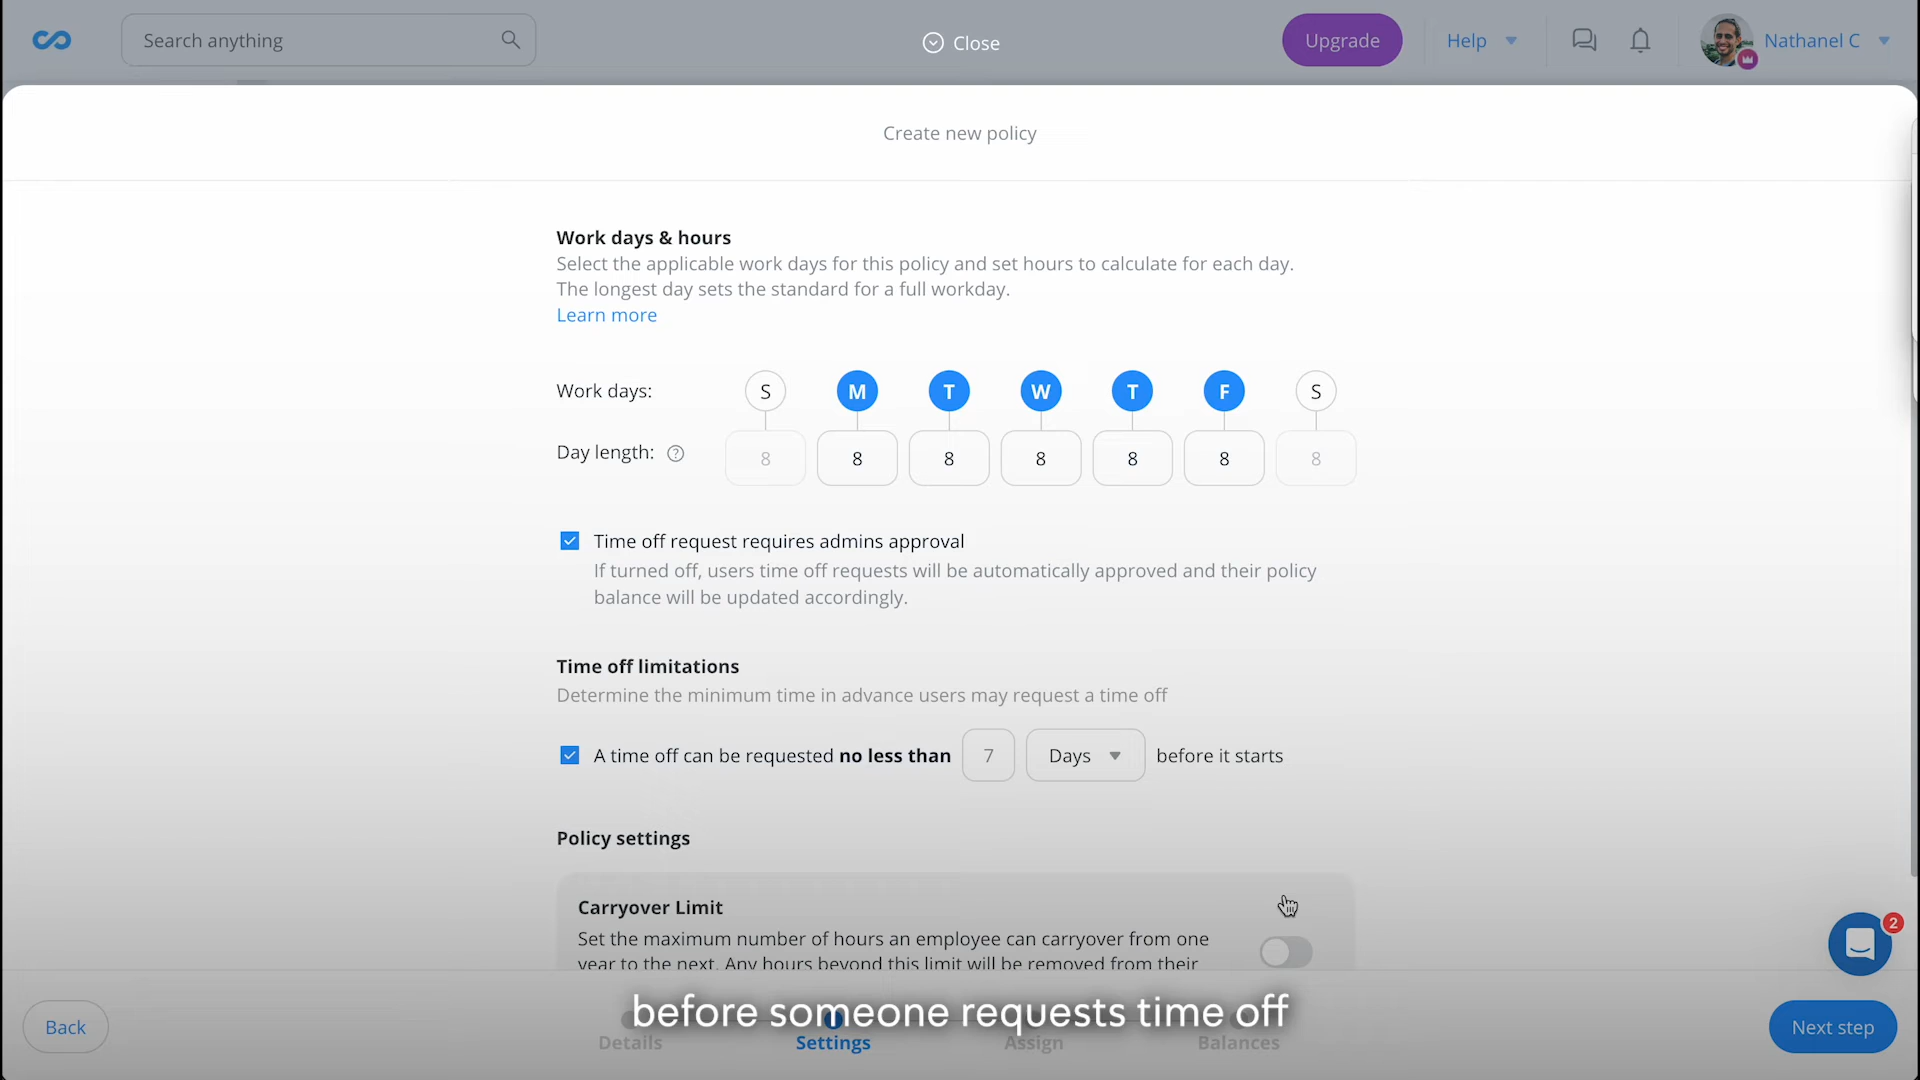 Search anything
Close
Upgrade
Help
Nathanel C
Create new policy
Work days & hours
Select the applicable work days for this policy and set hours to calculate for each day.
The longest day sets the standard for a full workday.
Learn more
Work days:
S M T W T F S
Day length: ?
8 8 8 8 8 8 8
Time off request requires admins approval
If turned off, users time off requests will be automatically approved and their policy
balance will be updated accordingly.
Time off limitations
Determine the minimum time in advance users may request a time off
A time off can be requested no less than 7 Days before it starts
Policy settings
Carryover Limit
Set the maximum number of hours an employee can carryover from one
year to the next. Any hours beyond this limit will be removed from their
2
before someone requests time off
Back
Details
Settings
Assign
Balances
Next step